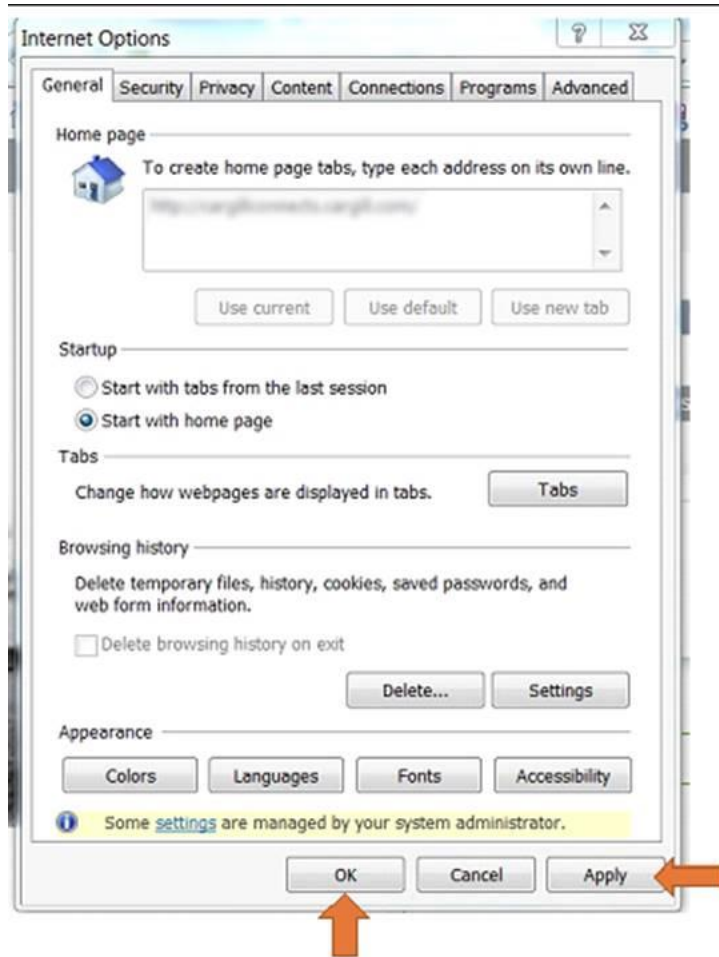 Internet Options
General Security Privacy Content Connections Programs Advanced
Home page
To create home page tabs, type each address on its own line.
Use current Use default Use new tab
Startup
Start with tabs from the last session
Start with home page
Tabs
Change how webpages are displayed in tabs. Tabs
Browsing history
Delete temporary files, history, cookies, saved passwords, and
web form information.
Delete browsing history on exit
Delete... Settings
Appearance
Colors Languages Fonts Accessibility
Some settings are managed by your system administrator.
OK Cancel Apply